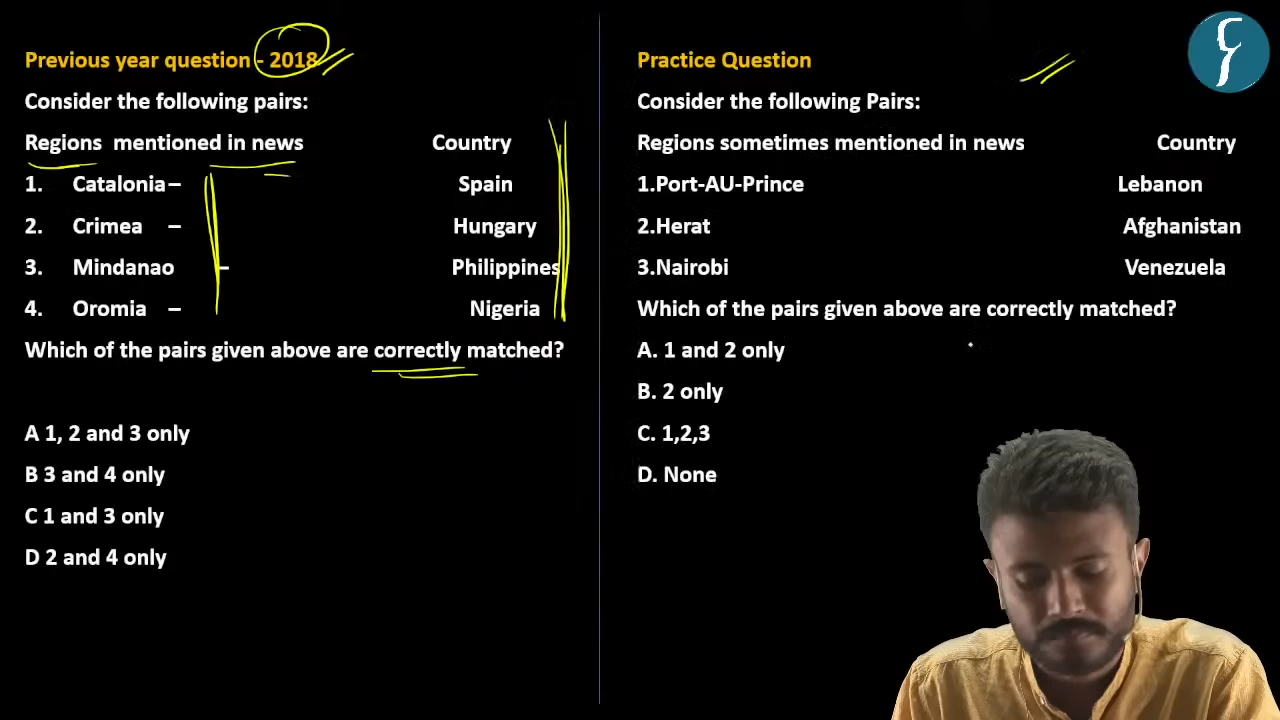 Previous year question - 2018
Consider the following pairs:
Regions mentioned in news Country
1. Catalonia – Spain
2. Crimea – Hungary
3. Mindanao – Philippines
4. Oromia – Nigeria
Which of the pairs given above are correctly matched?
A 1, 2 and 3 only
B 3 and 4 only
C 1 and 3 only
D 2 and 4 only
Practice Question
Consider the following Pairs:
Regions sometimes mentioned in news Country
1.Port-AU-Prince Lebanon
2.Herat Afghanistan
3.Nairobi Venezuela
Which of the pairs given above are correctly matched?
A. 1 and 2 only
B. 2 only
C. 1,2,3
D. None